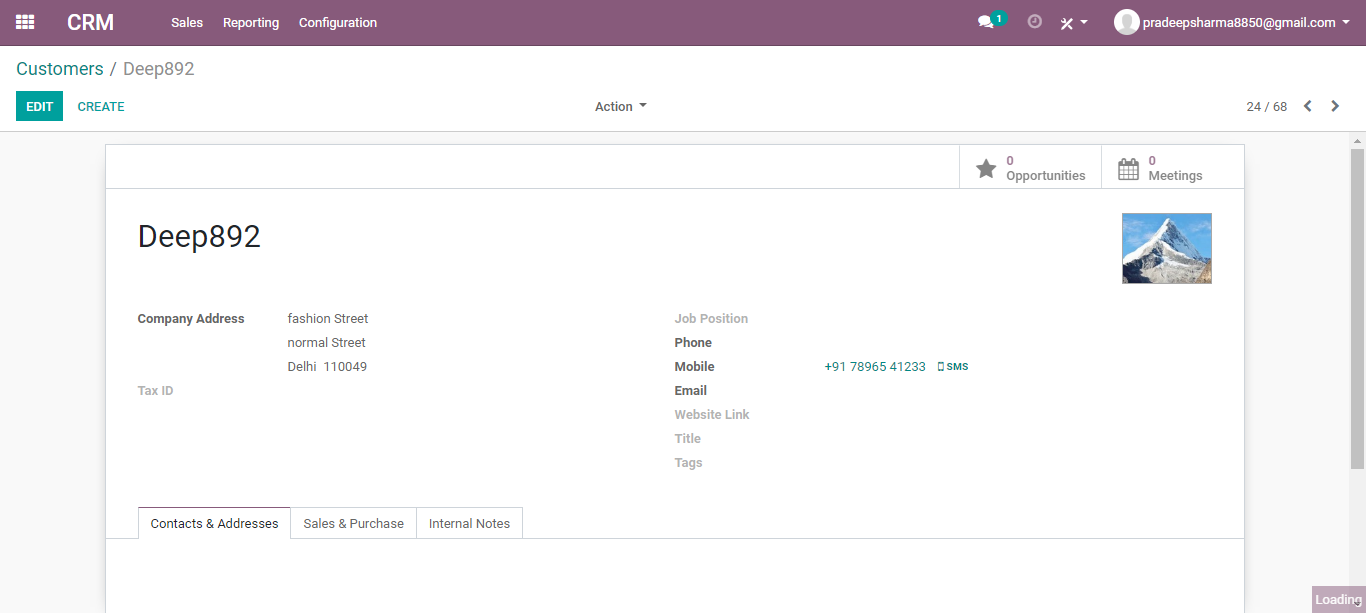 CRM Sales Reporting Configuration 1 pradeepsharma8850@gmail.com
Customers / Deep892
EDIT CREATE Action 24 / 68
0 Opportunities 0 Meetings
Deep892
Company Address fashion Street Job Position
normal Street Phone
Delhi 110049 Mobile +91 78965 41233 SMS
Tax ID Email
Website Link
Title
Tags
Contacts & Addresses Sales & Purchase Internal Notes
Loading